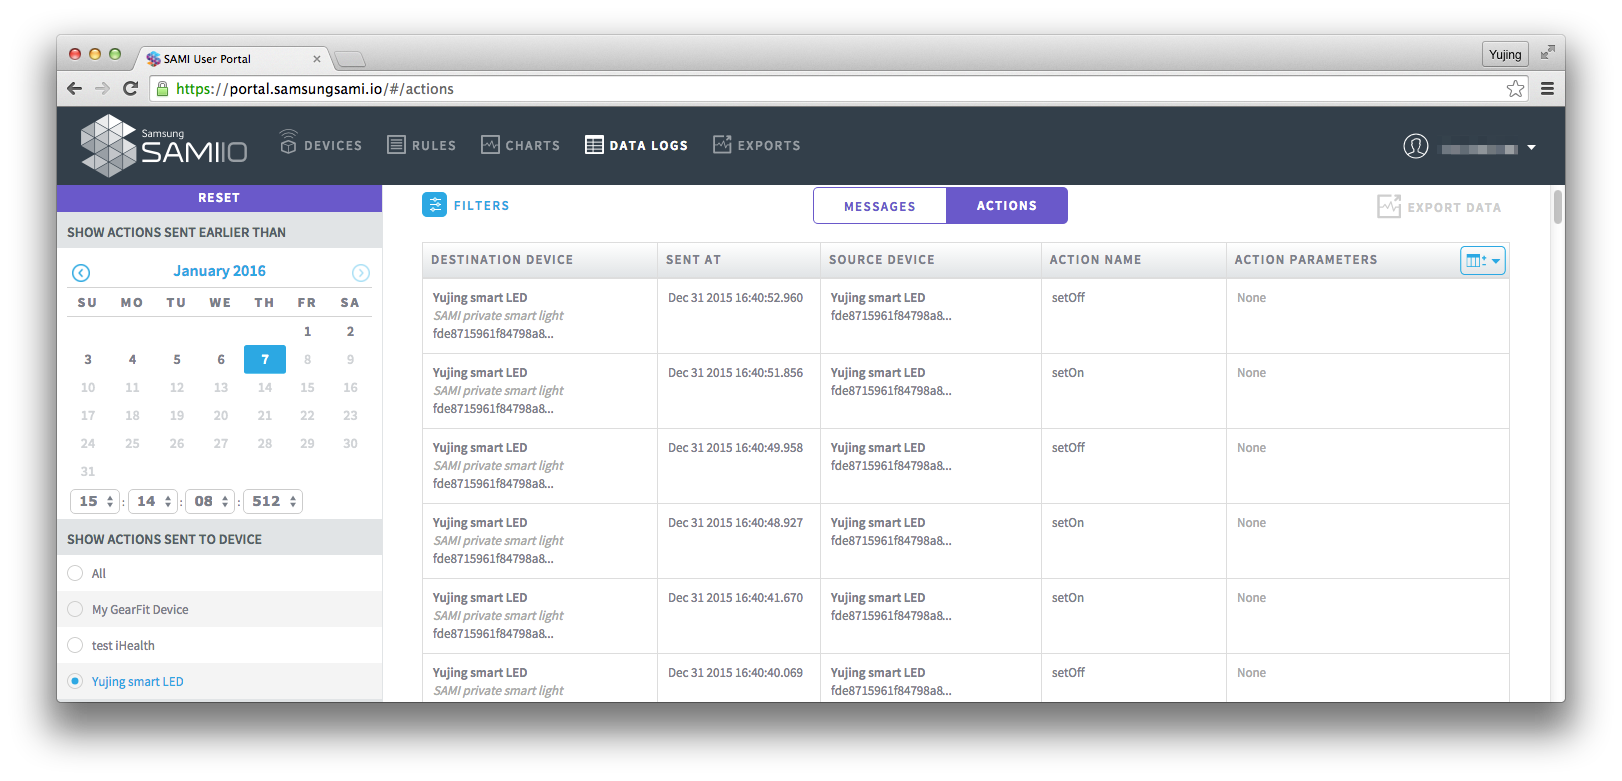 SAMI User Portal
Yujing
https://portal.samsungsami.io/#/actions
Samsung
SAMIIO
DEVICES
RULES
CHARTS
DATA LOGS
EXPORTS
RESET
SHOW ACTIONS SENT EARLIER THAN
January 2016
SU MO TU WE TH FR SA
1 2
3 4 5 6 7 8 9
10 11 12 13 14 15 16
17 18 19 20 21 22 23
24 25 26 27 28 29 30
31
15 : 14 : 08 : 512
SHOW ACTIONS SENT TO DEVICE
All
My GearFit Device
test iHealth
Yujing smart LED
FILTERS
MESSAGES
ACTIONS
EXPORT DATA
DESTINATION DEVICE SENT AT SOURCE DEVICE ACTION NAME ACTION PARAMETERS
Yujing smart LED Dec 31 2015 16:40:52.960 Yujing smart LED setOff None
SAMI private smart light fde8715961f84798a8...
fde8715961f84798a8...
Yujing smart LED Dec 31 2015 16:40:51.856 Yujing smart LED setOn None
SAMI private smart light fde8715961f84798a8...
fde8715961f84798a8...
Yujing smart LED Dec 31 2015 16:40:49.958 Yujing smart LED setOff None
SAMI private smart light fde8715961f84798a8...
fde8715961f84798a8...
Yujing smart LED Dec 31 2015 16:40:48.927 Yujing smart LED setOn None
SAMI private smart light fde8715961f84798a8...
fde8715961f84798a8...
Yujing smart LED Dec 31 2015 16:40:41.670 Yujing smart LED setOn None
SAMI private smart light fde8715961f84798a8...
fde8715961f84798a8...
Yujing smart LED Dec 31 2015 16:40:40.069 Yujing smart LED setOff None
SAMI private smart light fde8715961f84798a8...